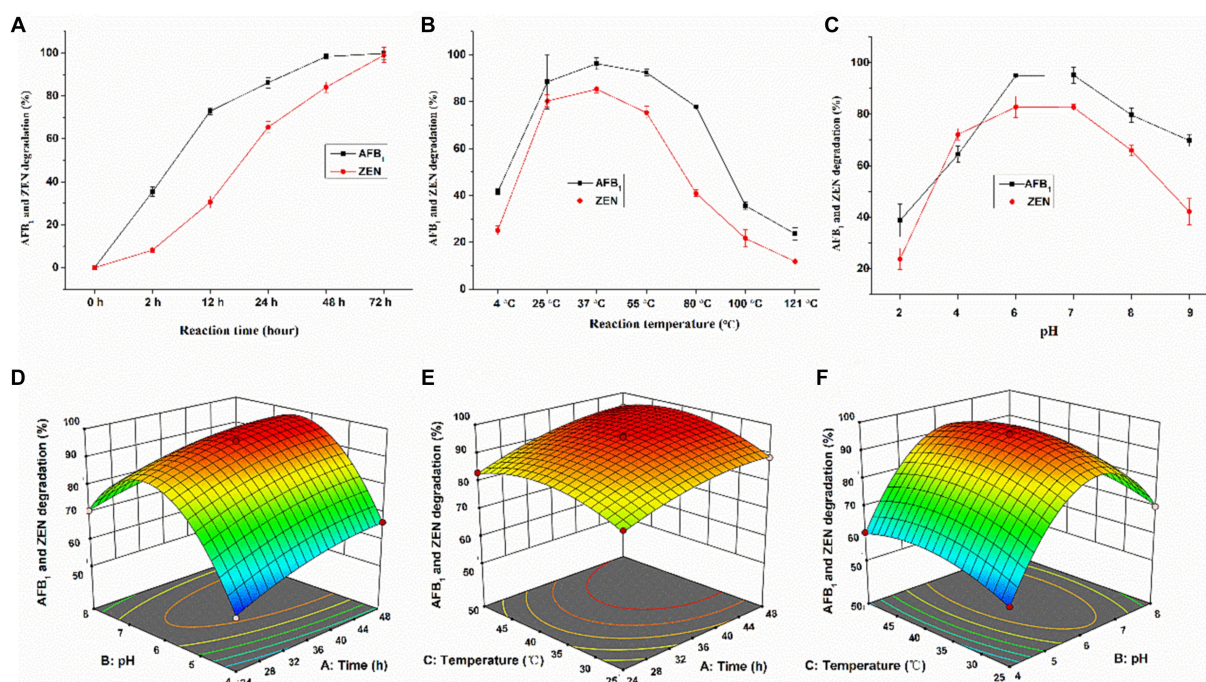 A
AFB1 and ZEN degradation (%)
100
80
60
40
20
0
AFB1
ZEN
0 h
2 h
12 h
24 h
48 h
72 h
Reaction time (hour)
B
AFB1 and ZEN degradation (%)
100
80
60
40
20
0
AFB1
ZEN
4 °C
25 °C
37 °C
55 °C
80 °C
100 °C
121 °C
Reaction temperature (°C)
C
AFB1 and ZEN degradation (%)
100
80
60
40
20
AFB1
ZEN
2
4
6
7
8
9
pH
D
AFB1 and ZEN degradation (%)
100
90
80
70
60
50
8
7
6
5
4
B: pH
24
28
32
36
40
44
48
A: Time (h)
E
AFB1 and ZEN degradation (%)
100
90
80
70
60
50
50
45
40
35
30
25
C: Temperature (℃)
24
28
32
36
40
44
48
A: Time (h)
F
AFB1 and ZEN degradation (%)
100
90
80
70
60
50
45
40
35
30
25
C: Temperature (℃)
4
5
6
7
8
B: pH